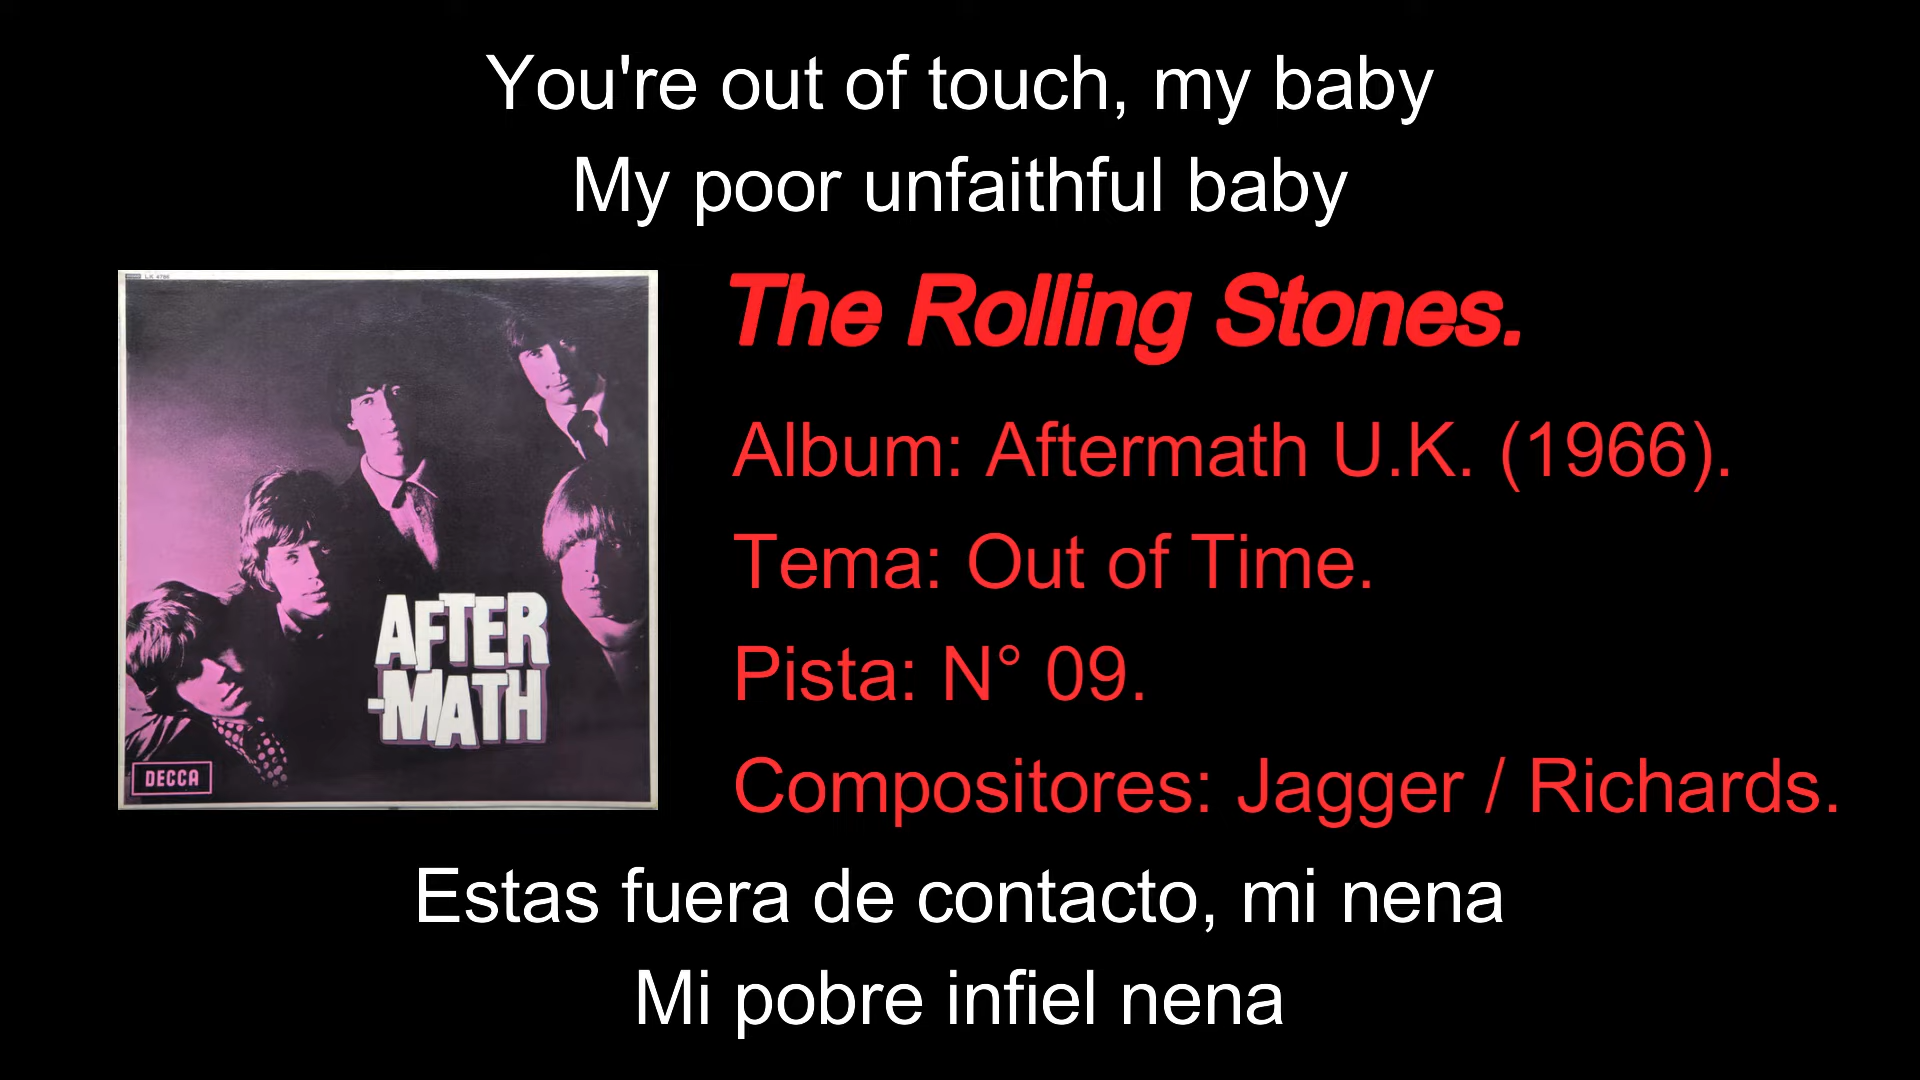 You're out of touch, my baby
My poor unfaithful baby
LK 4786
The Rolling Stones.
Album: Aftermath U.K. (1966).
Tema: Out of Time.
Pista: N° 09.
Compositores: Jagger / Richards.
AFTER
-MATH
DECCA
Estas fuera de contacto, mi nena
Mi pobre infiel nena